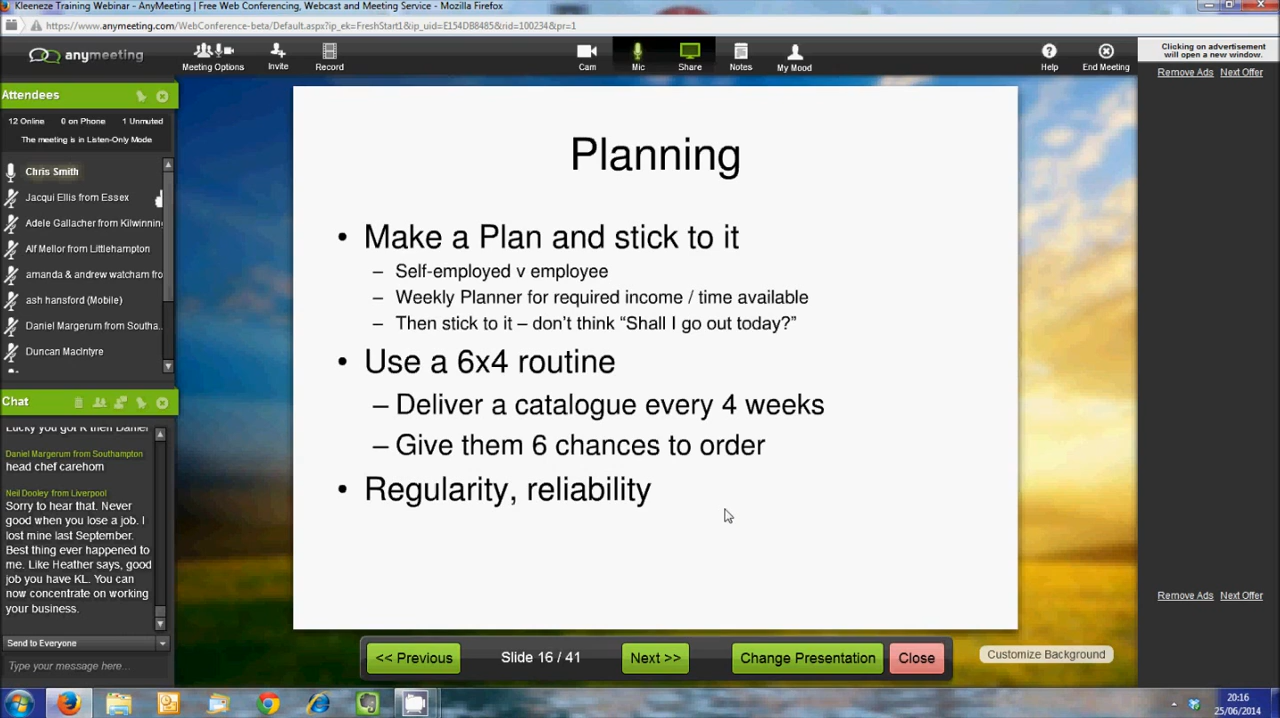 Kleeneze Training Webinar - AnyMeeting | Free Web Conferencing, Webcast and Meeting Service - Mozilla Firefox
https://www.anymeeting.com/WebConference-beta/Default.aspx?ip_ek=FreshStart1&ip_uid=E154DB8485&rid=100234&pr=1
anymeeting
Meeting Options
Invite
Record
Cam
Mic
Share
Notes
My Mood
Help
End Meeting
Clicking on advertisement
will open a new window.
Remove Ads Next Offer
Attendees
12 Online 0 on Phone 1 Unmuted
The meeting is in Listen-Only Mode
Chris Smith
Jacqui Ellis from Essex
Adele Gallacher from Kilwinnin
Alf Mellor from Littlehampton
amanda & andrew watcham fro
ash hansford (Mobile)
Daniel Margerum from Southa...
Duncan MacIntyre
Chat
Lucky you got K then Daniel
Daniel Margerum from Southampton
head chef carehom
Neil Dooley from Liverpool
Sorry to hear that. Never
good when you lose a job. I
lost mine last September.
Best thing ever happened to
me. Like Heather says, good
job you have KL. You can
now concentrate on working
your business.
Send to Everyone
Type your message here...
Planning
• Make a Plan and stick to it
– Self-employed v employee
– Weekly Planner for required income / time available
– Then stick to it – don't think “Shall I go out today?”
• Use a 6x4 routine
– Deliver a catalogue every 4 weeks
– Give them 6 chances to order
• Regularity, reliability
<< Previous
Slide 16 / 41
Next >>
Change Presentation
Close
Customize Background
Remove Ads Next Offer
20:16
25/06/2014